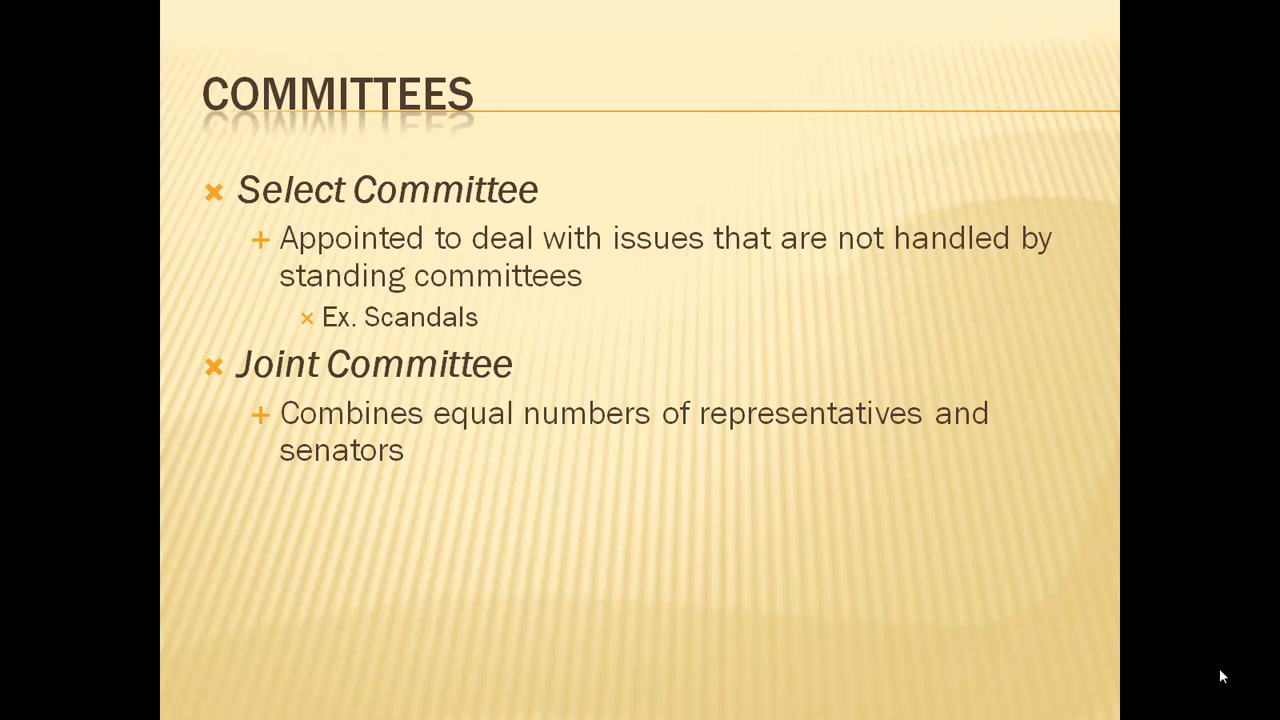 COMMITTEES
Select Committee
Appointed to deal with issues that are not handled by
standing committees
Ex. Scandals
Joint Committee
Combines equal numbers of representatives and
senators